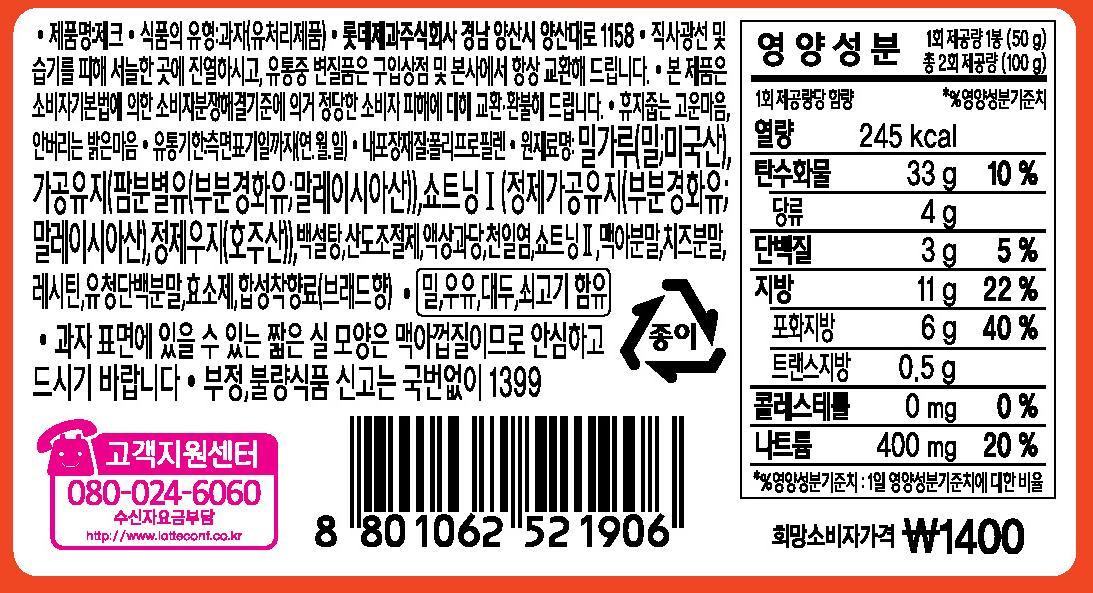 • 제품명:제크 • 식품의 유형:과자(유처리제품) • 롯데제과주식회사 경남 양산시 양산대로 1158 • 직사광선 및
습기를 피해 서늘한 곳에 진열하시고, 유통중 변질품은 구입상점 및 본사에서 항상 교환해 드립니다. • 본 제품은
소비자기본법에 의한 소비자분쟁해결기준에 의거 정당한 소비자 피해에 대해 교환·환불해 드립니다. • 휴지줍는 고운마음,
안버리는 밝은마음 • 유통기한:측면표기일까지(연.월.일) • 내포장재질:폴리프로필렌 • 원재료명: 밀가루(밀;미국산),
가공유지(팜분별유(부분경화유;말레이시아산)),쇼트닝Ⅰ(정제가공유지(부분경화유;
말레이시아산),정제우지(호주산)),백설탕,산도조절제,액상과당,천일염,쇼트닝Ⅱ,맥아분말,치즈분말,
레시틴,유청단백분말,효소제,합성착향료(브레드향) • 밀,우유,대두,쇠고기 함유
• 과자 표면에 있을 수 있는 짧은 실 모양은 맥아껍질이므로 안심하고
드시기 바랍니다 • 부정,불량식품 신고는 국번없이 1399
종이
고객지원센터
080-024-6060
수신자요금부담
http://www.lotteconf.co.kr
8 801062 521906
영양성분
1회 제공량 1봉 (50 g)
총 2회 제공량 (100 g)
1회 제공량당 함량 *%영양성분기준치
열량 245 kcal
탄수화물 33 g 10 %
당류 4 g
단백질 3 g 5 %
지방 11 g 22 %
포화지방 6 g 40 %
트랜스지방 0.5 g
콜레스테롤 0 mg 0 %
나트륨 400 mg 20 %
*%영양성분기준치 : 1일 영양성분기준치에 대한 비율
희망소비자가격 ₩1400